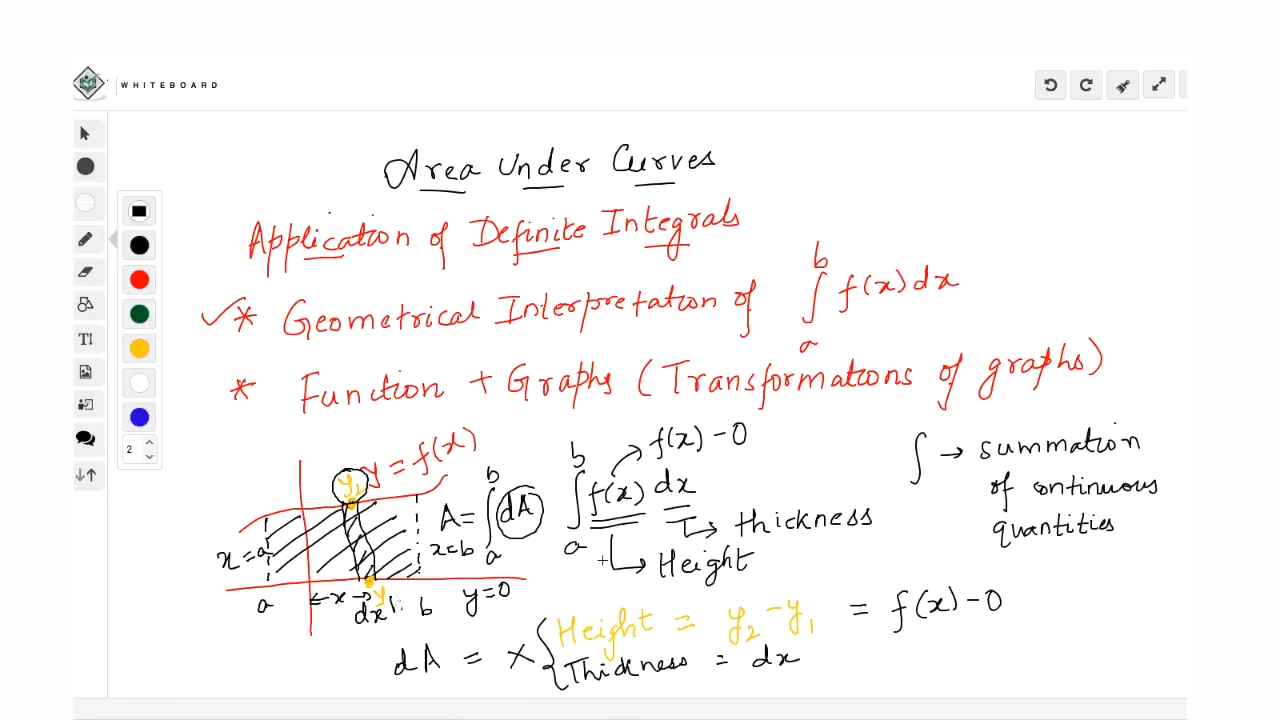 WHITEBOARD
Area Under Curves
Application of Definite Integrals
✓* Geometrical Interpretation of ∫ₐᵇ f(x) dx
* Function + Graphs (Transformations of graphs)
y = f(x)
y₂
x = a
a
x
dx
y
b
y = 0
x = b
A = ∫ₐᵇ dA
∫ₐᵇ f(x) dx
f(x) - 0
thickness
Height
∫ → summation
of continuous
quantities
Height = y₂ - y₁ = f(x) - 0
dA = × { Thickness = dx
2